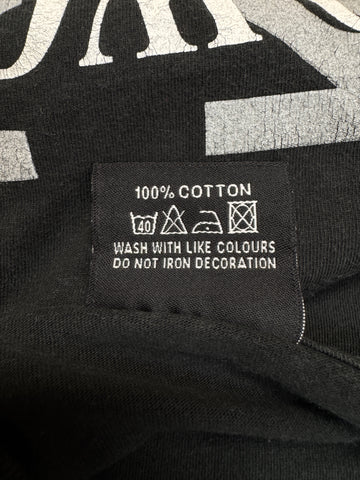 100% COTTON
40
WASH WITH LIKE COLOURS
DO NOT IRON DECORATION